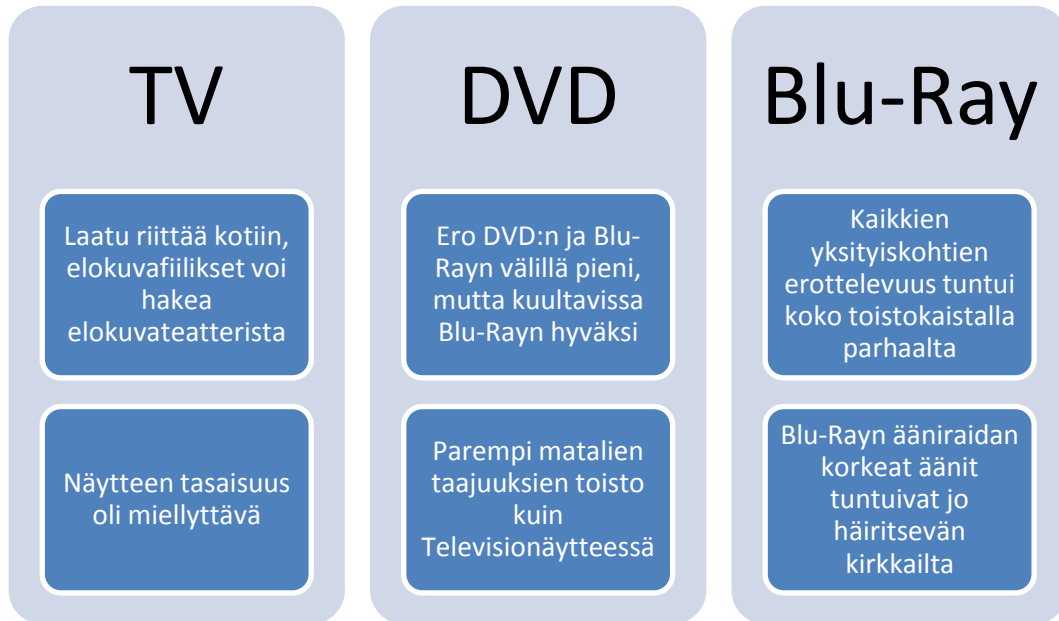 TV
Laatu riittää kotiin,
elokuvafiilikset voi
hakea
elokuvateatterista
Näytteen tasaisuus
oli miellyttävä
DVD
Ero DVD:n ja Blu-
Rayn välillä pieni,
mutta kuultavissa
Blu-Rayn hyväksi
Parempi matalien
taajuuksien toisto
kuin
Televisionäytteessä
Blu-Ray
Kaikkien
yksityiskohtien
erottelevuus tuntui
koko toistokaistalla
parhaalta
Blu-Rayn ääniraidan
korkeat äänit
tuntuivat jo
häiritsevän
kirkkailta